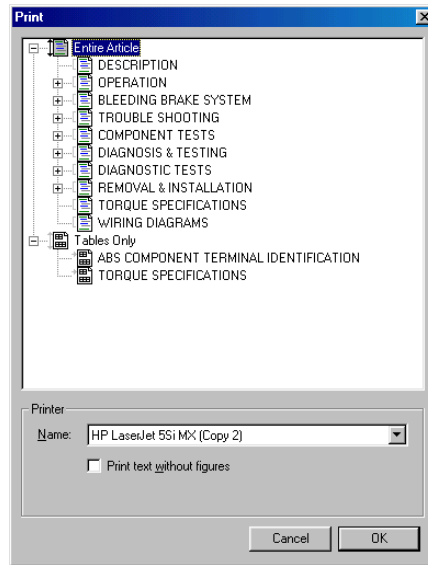 Print
Entire Article
DESCRIPTION
OPERATION
BLEEDING BRAKE SYSTEM
TROUBLE SHOOTING
COMPONENT TESTS
DIAGNOSIS & TESTING
DIAGNOSTIC TESTS
REMOVAL & INSTALLATION
TORQUE SPECIFICATIONS
WIRING DIAGRAMS
Tables Only
ABS COMPONENT TERMINAL IDENTIFICATION
TORQUE SPECIFICATIONS
Printer
Name: HP LaserJet 5Si MX (Copy 2)
Print text without figures
Cancel OK